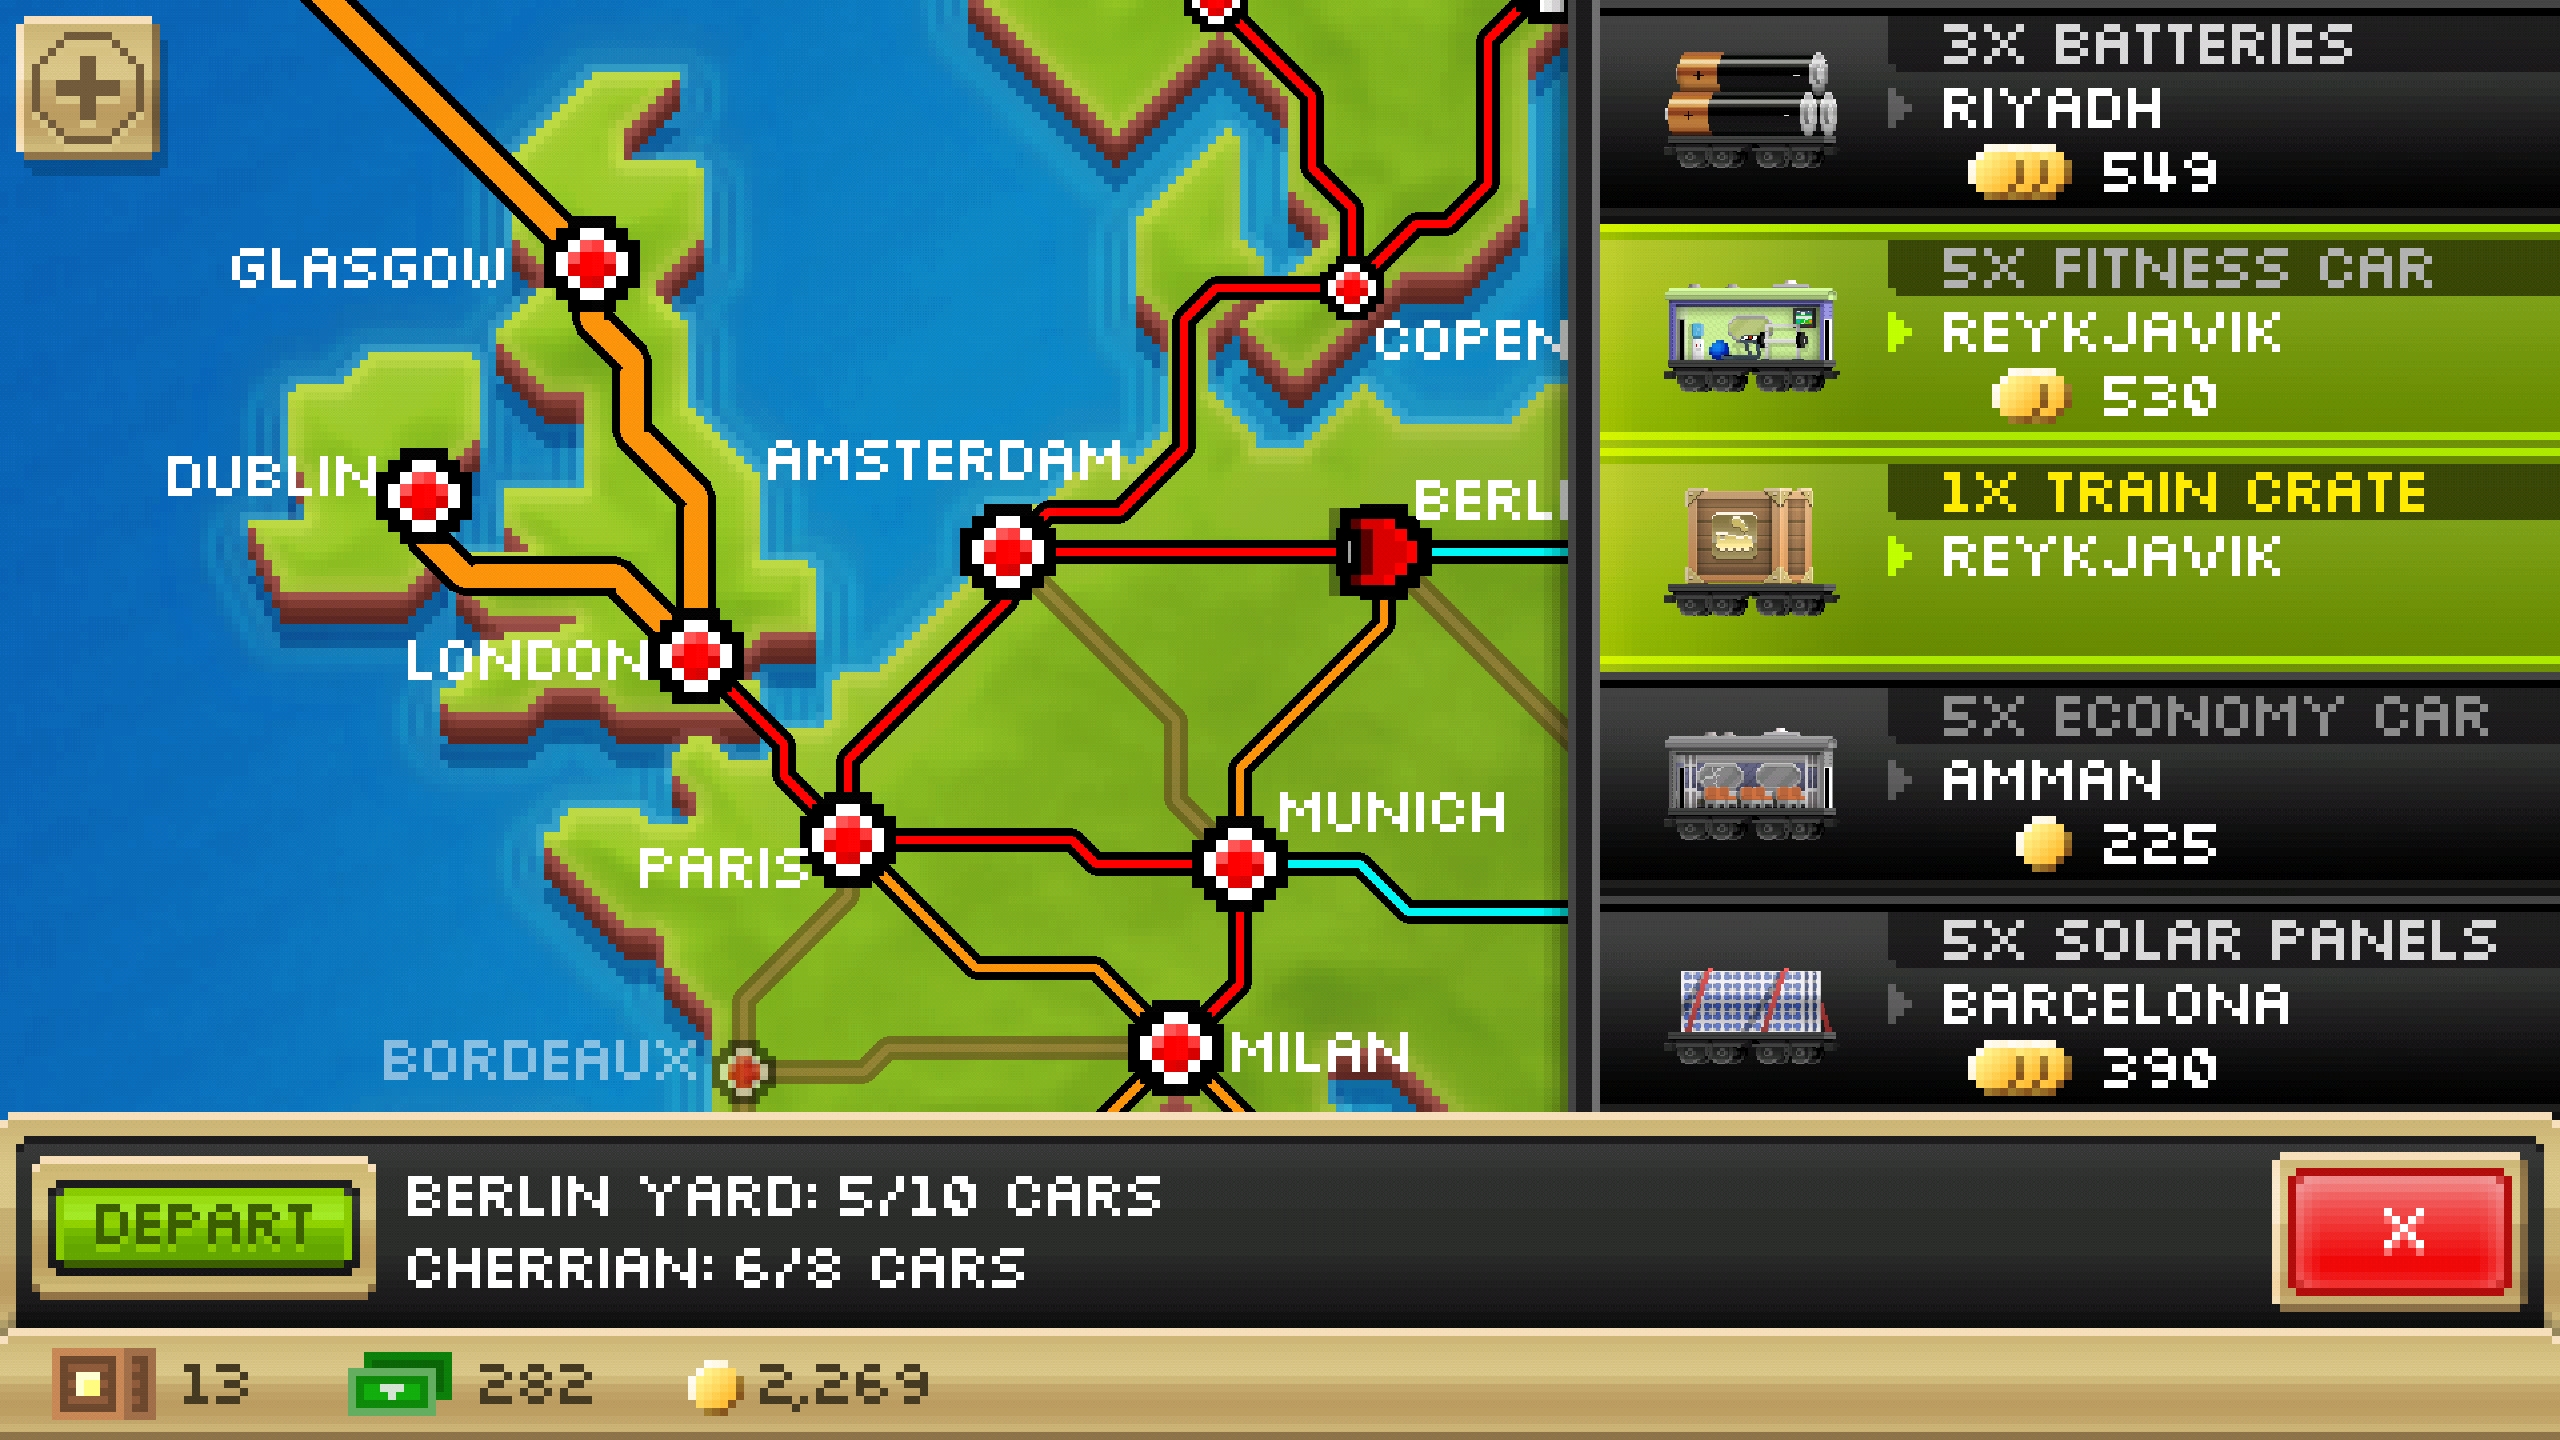 GLASGOW
DUBLIN
LONDON
AMSTERDAM
COPEN
BERL
PARIS
MUNICH
BORDEAUX
MILAN
3X BATTERIES
RIYADH
549
5X FITNESS CAR
REYKJAVIK
530
1X TRAIN CRATE
REYKJAVIK
5X ECONOMY CAR
AMMAN
225
5X SOLAR PANELS
BARCELONA
390
DEPART
BERLIN YARD: 5/10 CARS
CHERRIAN: 6/8 CARS
X
13
282
2,269